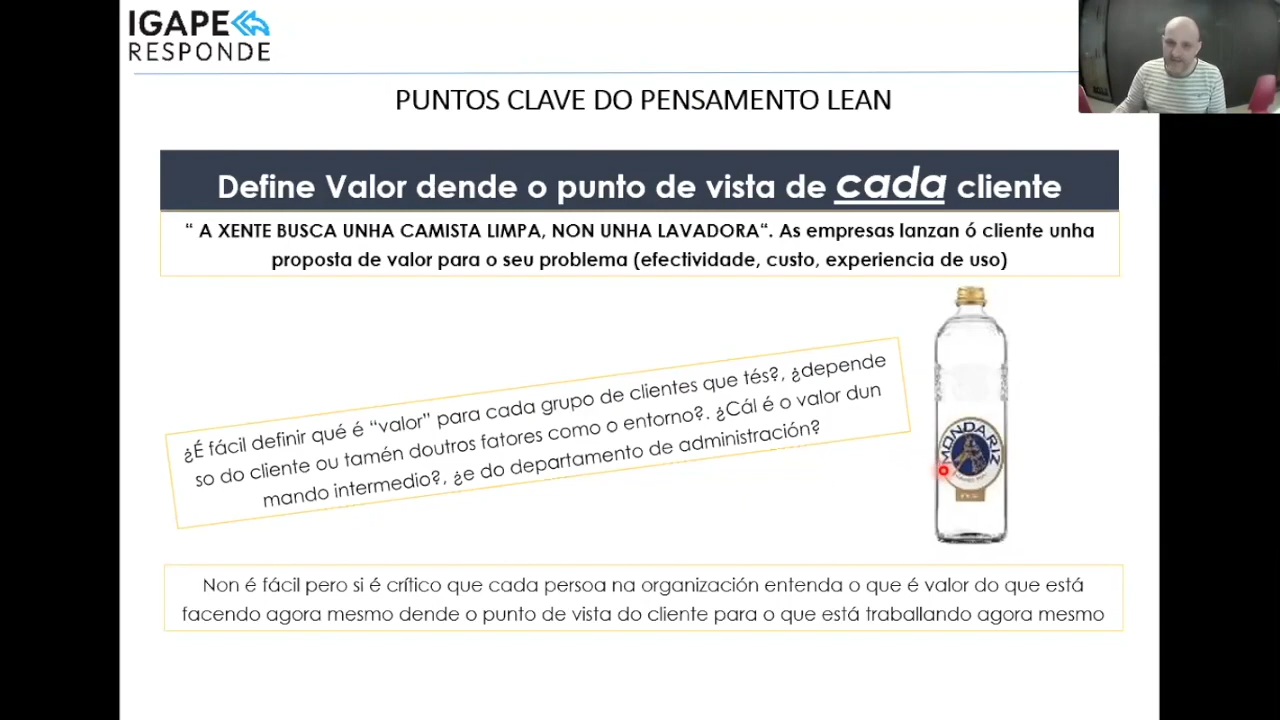 IGAPE
RESPONDE
PUNTOS CLAVE DO PENSAMENTO LEAN
Define Valor dende o punto de vista de cada cliente
“ A XENTE BUSCA UNHA CAMISTA LIMPA, NON UNHA LAVADORA“. As empresas lanzan ó cliente unha
proposta de valor para o seu problema (efectividade, custo, experiencia de uso)
¿É fácil definir qué é “valor” para cada grupo de clientes que tés?, ¿depende
so do cliente ou tamén doutros fatores como o entorno?. ¿Cál é o valor dun
mando intermedio?, ¿e do departamento de administración?
MONDARIZ
Non é fácil pero si é crítico que cada persoa na organización entenda o que é valor do que está
facendo agora mesmo dende o punto de vista do cliente para o que está traballando agora mesmo